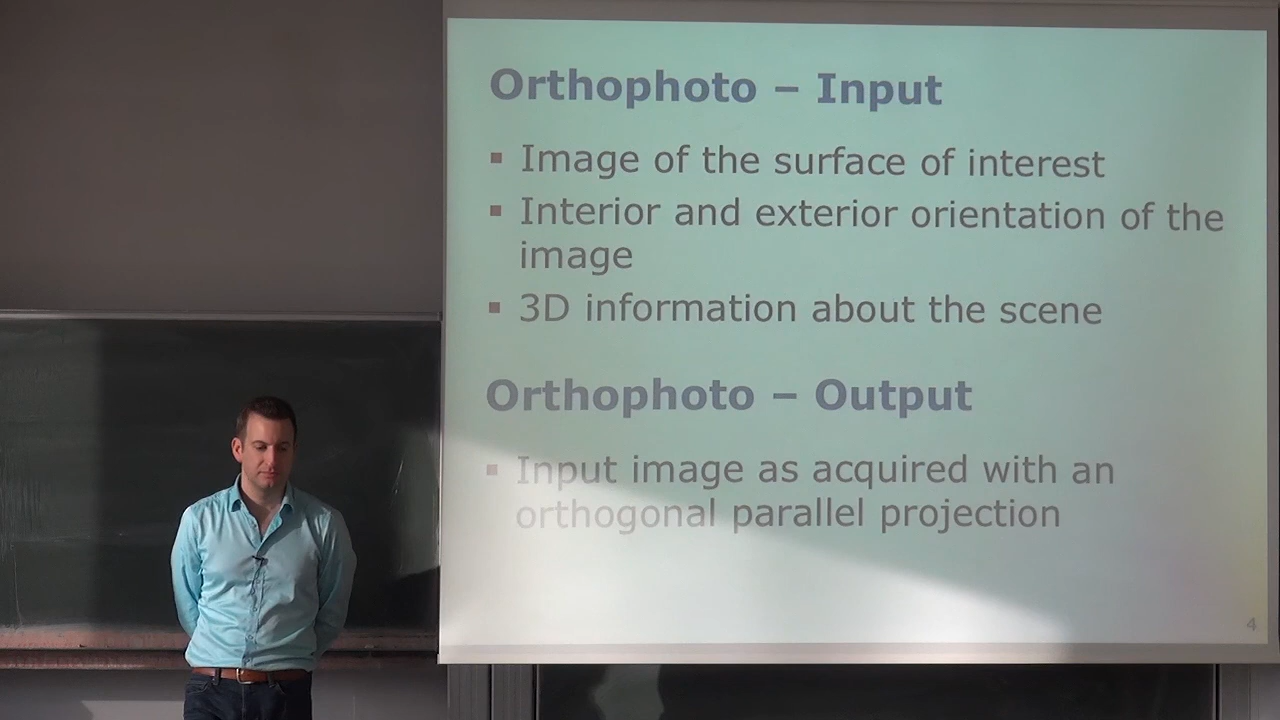 Orthophoto – Input
▪ Image of the surface of interest
▪ Interior and exterior orientation of the
image
▪ 3D information about the scene
Orthophoto – Output
▪ Input image as acquired with an
orthogonal parallel projection
4